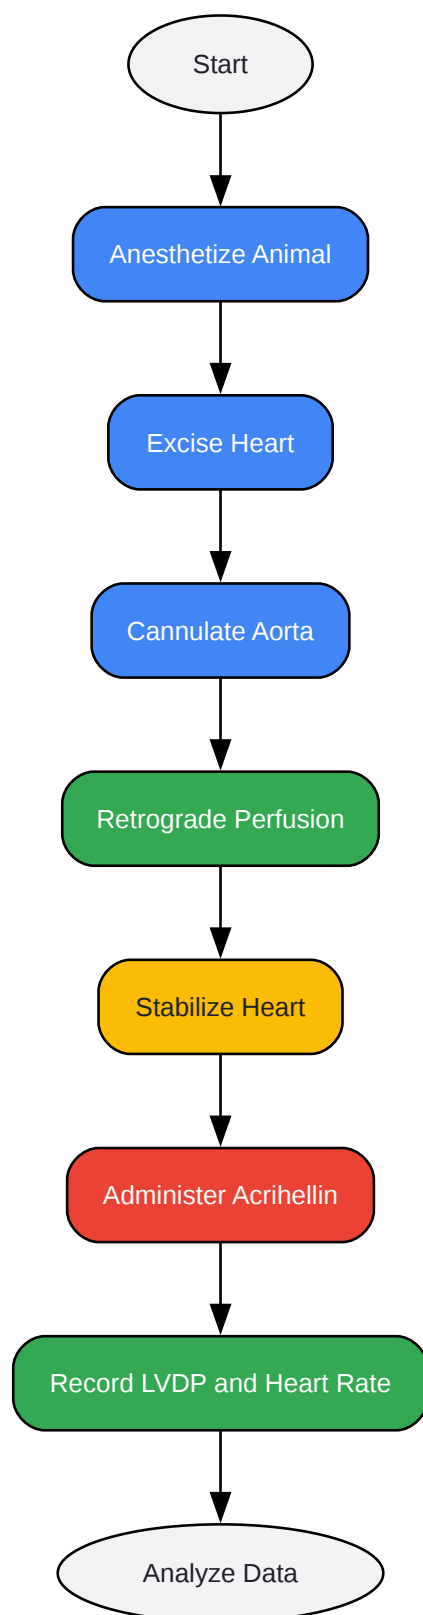 Start
Anesthetize Animal
Excise Heart
Cannulate Aorta
Retrograde Perfusion
Stabilize Heart
Administer Acrihellin
Record LVDP and Heart Rate
Analyze Data